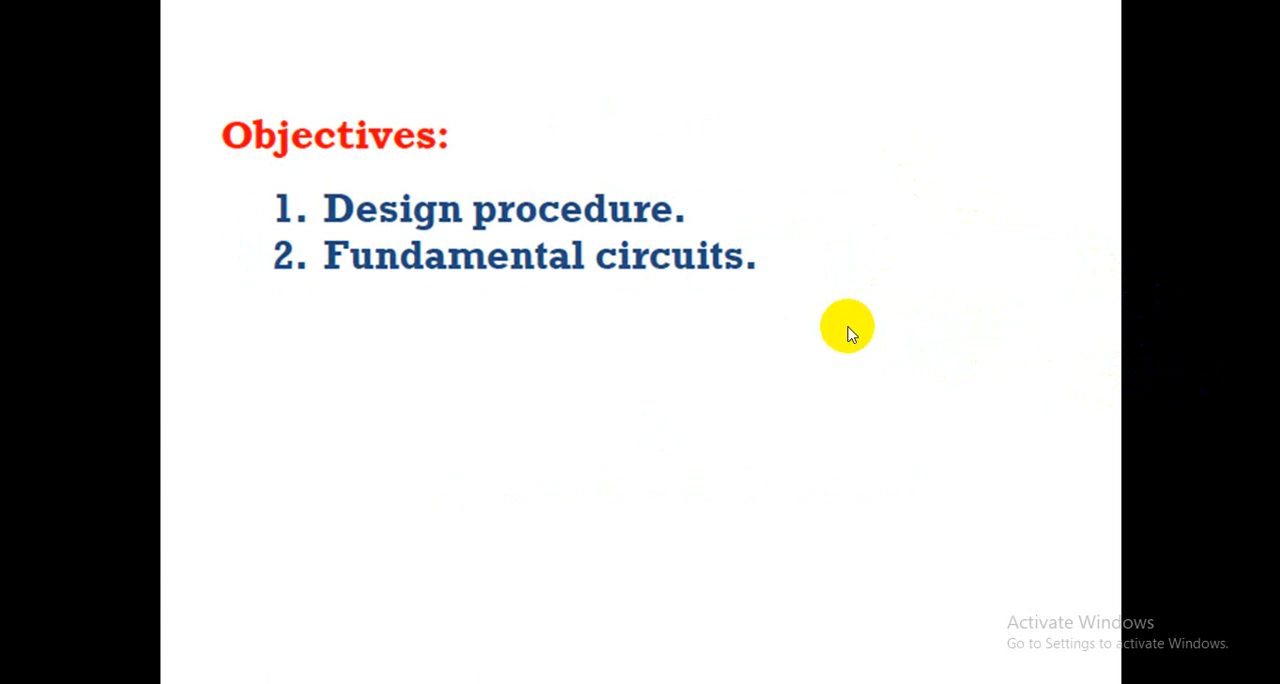 Objectives:
1. Design procedure.
2. Fundamental circuits.
Activate Windows
Go to Settings to activate Windows.